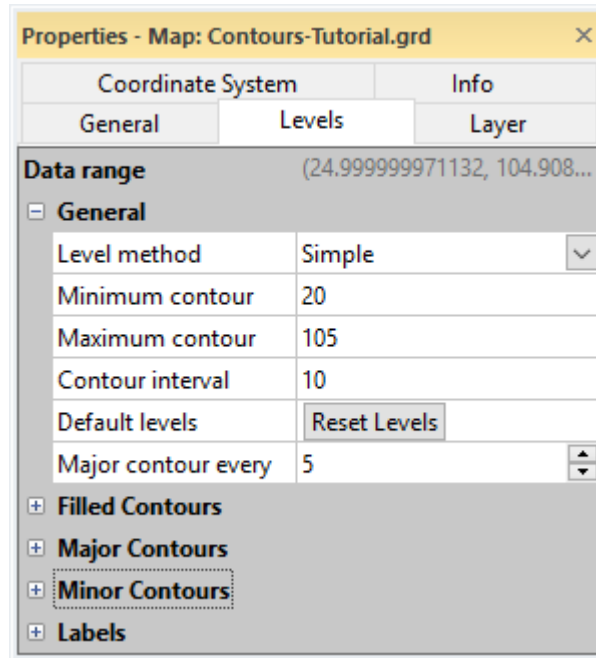 Properties - Map: Contours-Tutorial.grd
Coordinate System Info
General Levels Layer
Data range (24.999999971132, 104.908...
General
Level method Simple
Minimum contour 20
Maximum contour 105
Contour interval 10
Default levels Reset Levels
Major contour every 5
Filled Contours
Major Contours
Minor Contours
Labels